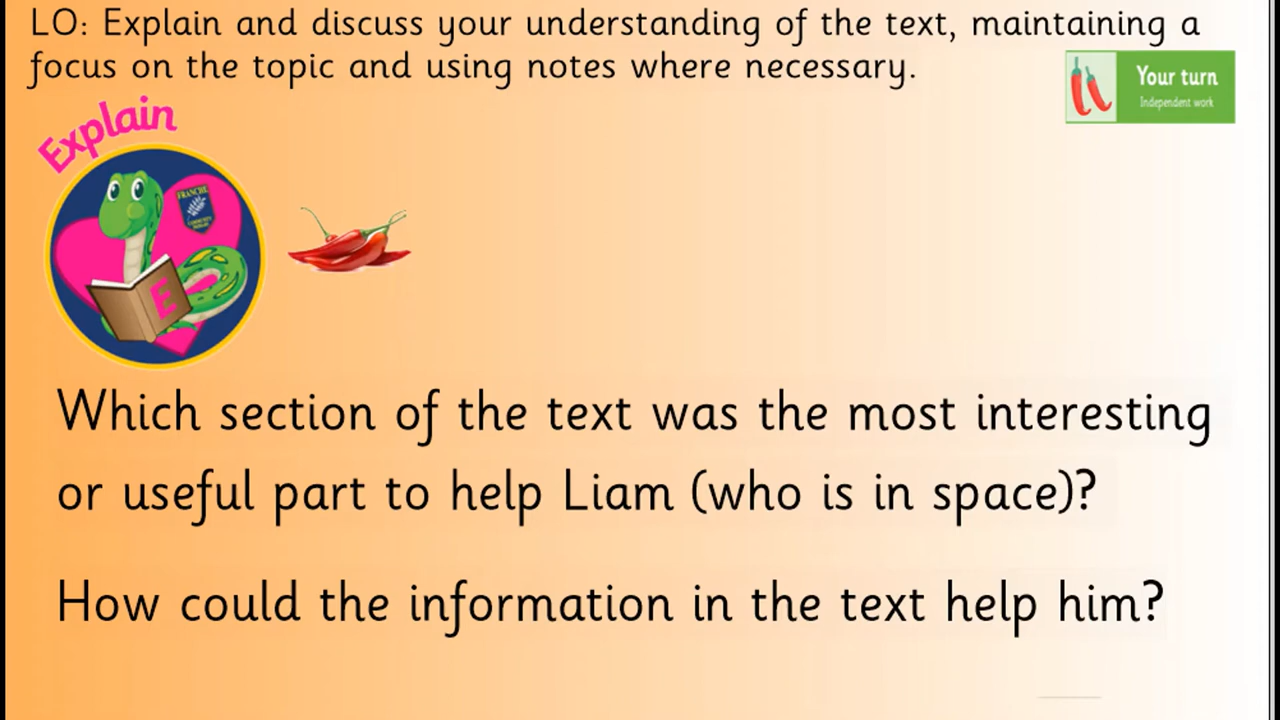 LO: Explain and discuss your understanding of the text, maintaining a
focus on the topic and using notes where necessary.
Your turn
Independent work
Explain
FRANCHE
E
Which section of the text was the most interesting
or useful part to help Liam (who is in space)?
How could the information in the text help him?